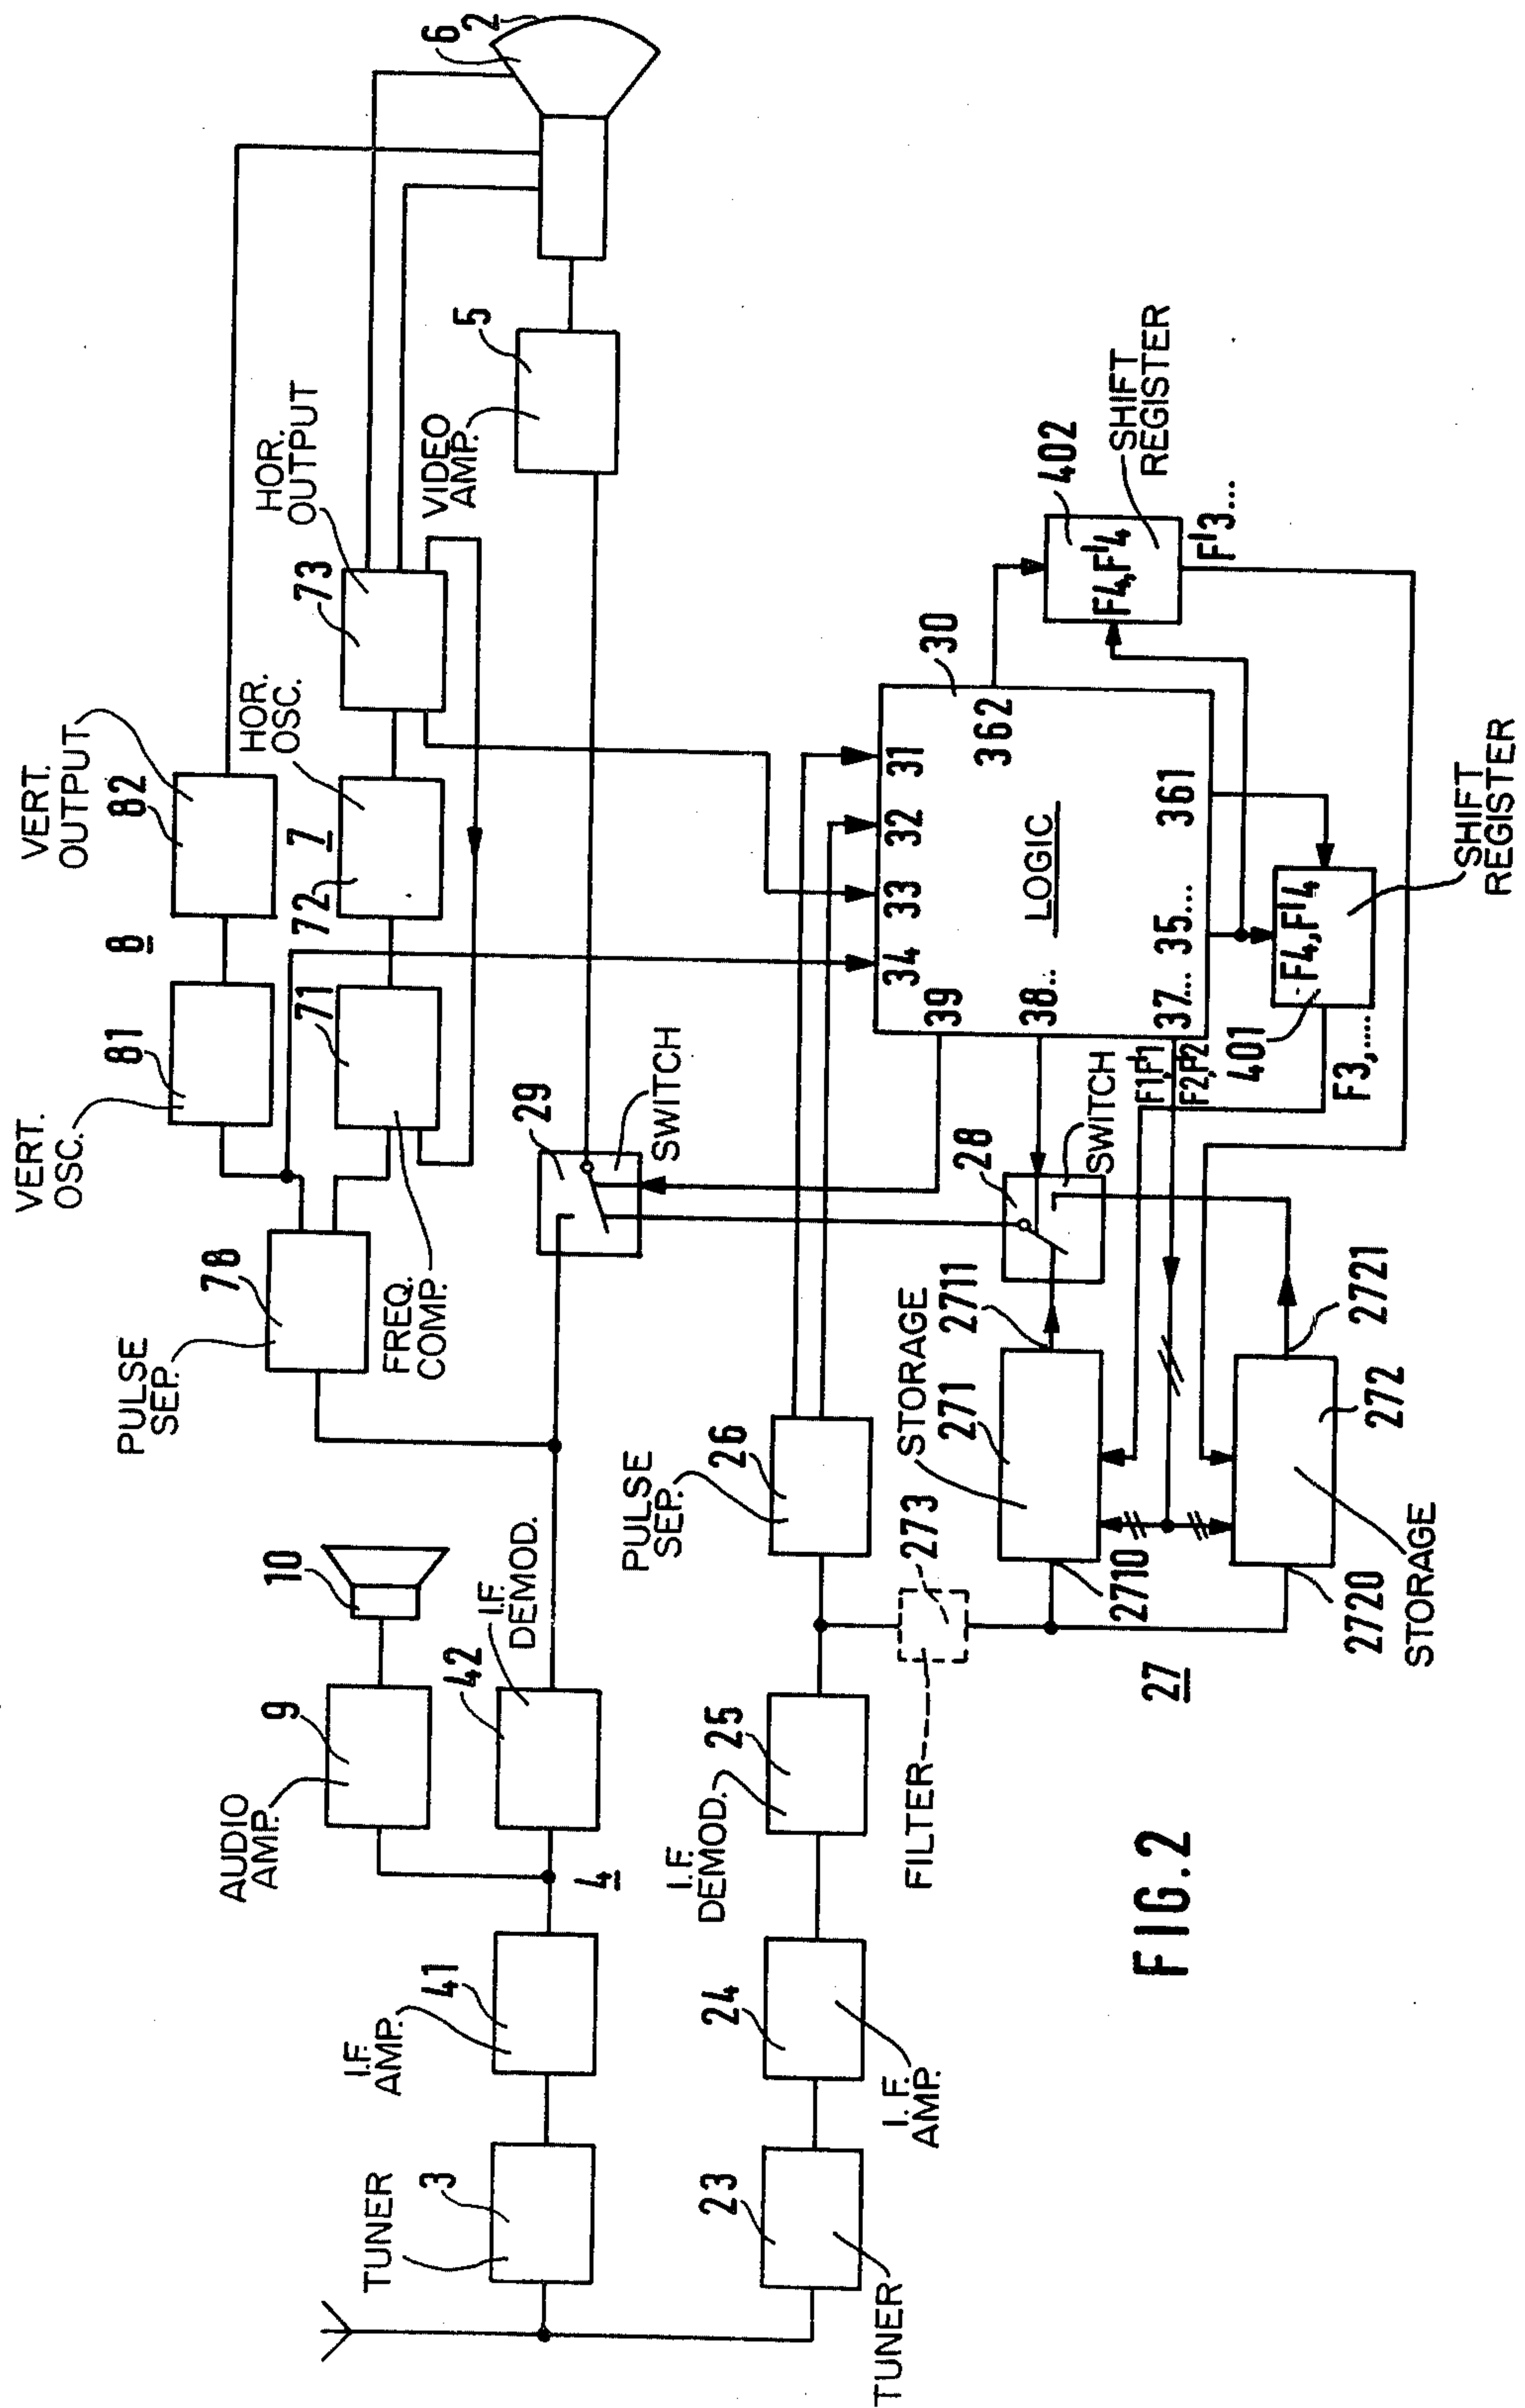 VERT.
OSC.
81
8
82
VERT.
OUTPUT
PULSE
SEP.
78
FREQ.
COMP.
71
72
7
HOR.
OSC.
73
HOR.
OUTPUT
6
2
VIDEO
AMP.
5
10
AUDIO
AMP.
9
TUNER
3
I.F.
AMP.
41
4
42
I.F.
DEMOD.
29
SWITCH
TUNER
23
24
I.F.
AMP.
I.F.
DEMOD.
25
PULSE
SEP.
26
FILTER
273
STORAGE
271
2711
2710
28
SWITCH
39
34
33
32
31
30
38..
LOGIC
362
37...
35...
361
F1,F'1
F2,F'2
402
F4,F'4
SHIFT
REGISTER
F'3...
401
F4,F'4
F3,.....
SHIFT
REGISTER
27
2720
STORAGE
272
2721
FIG.2